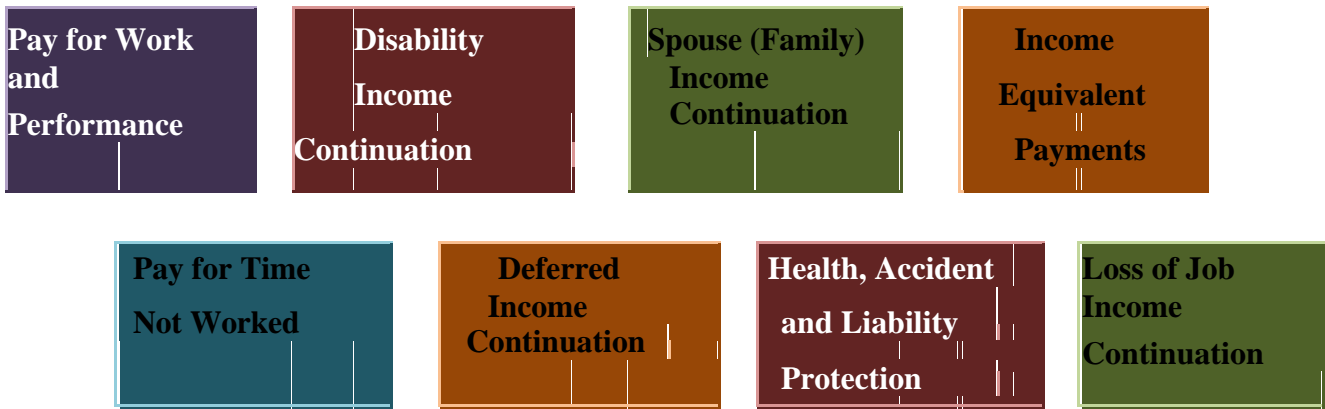 Pay for Work
and
Performance
Disability
Income
Continuation
Spouse (Family)
Income
Continuation
Income
Equivalent
Payments
Pay for Time
Not Worked
Deferred
Income
Continuation
Health, Accident
and Liability
Protection
Loss of Job
Income
Continuation